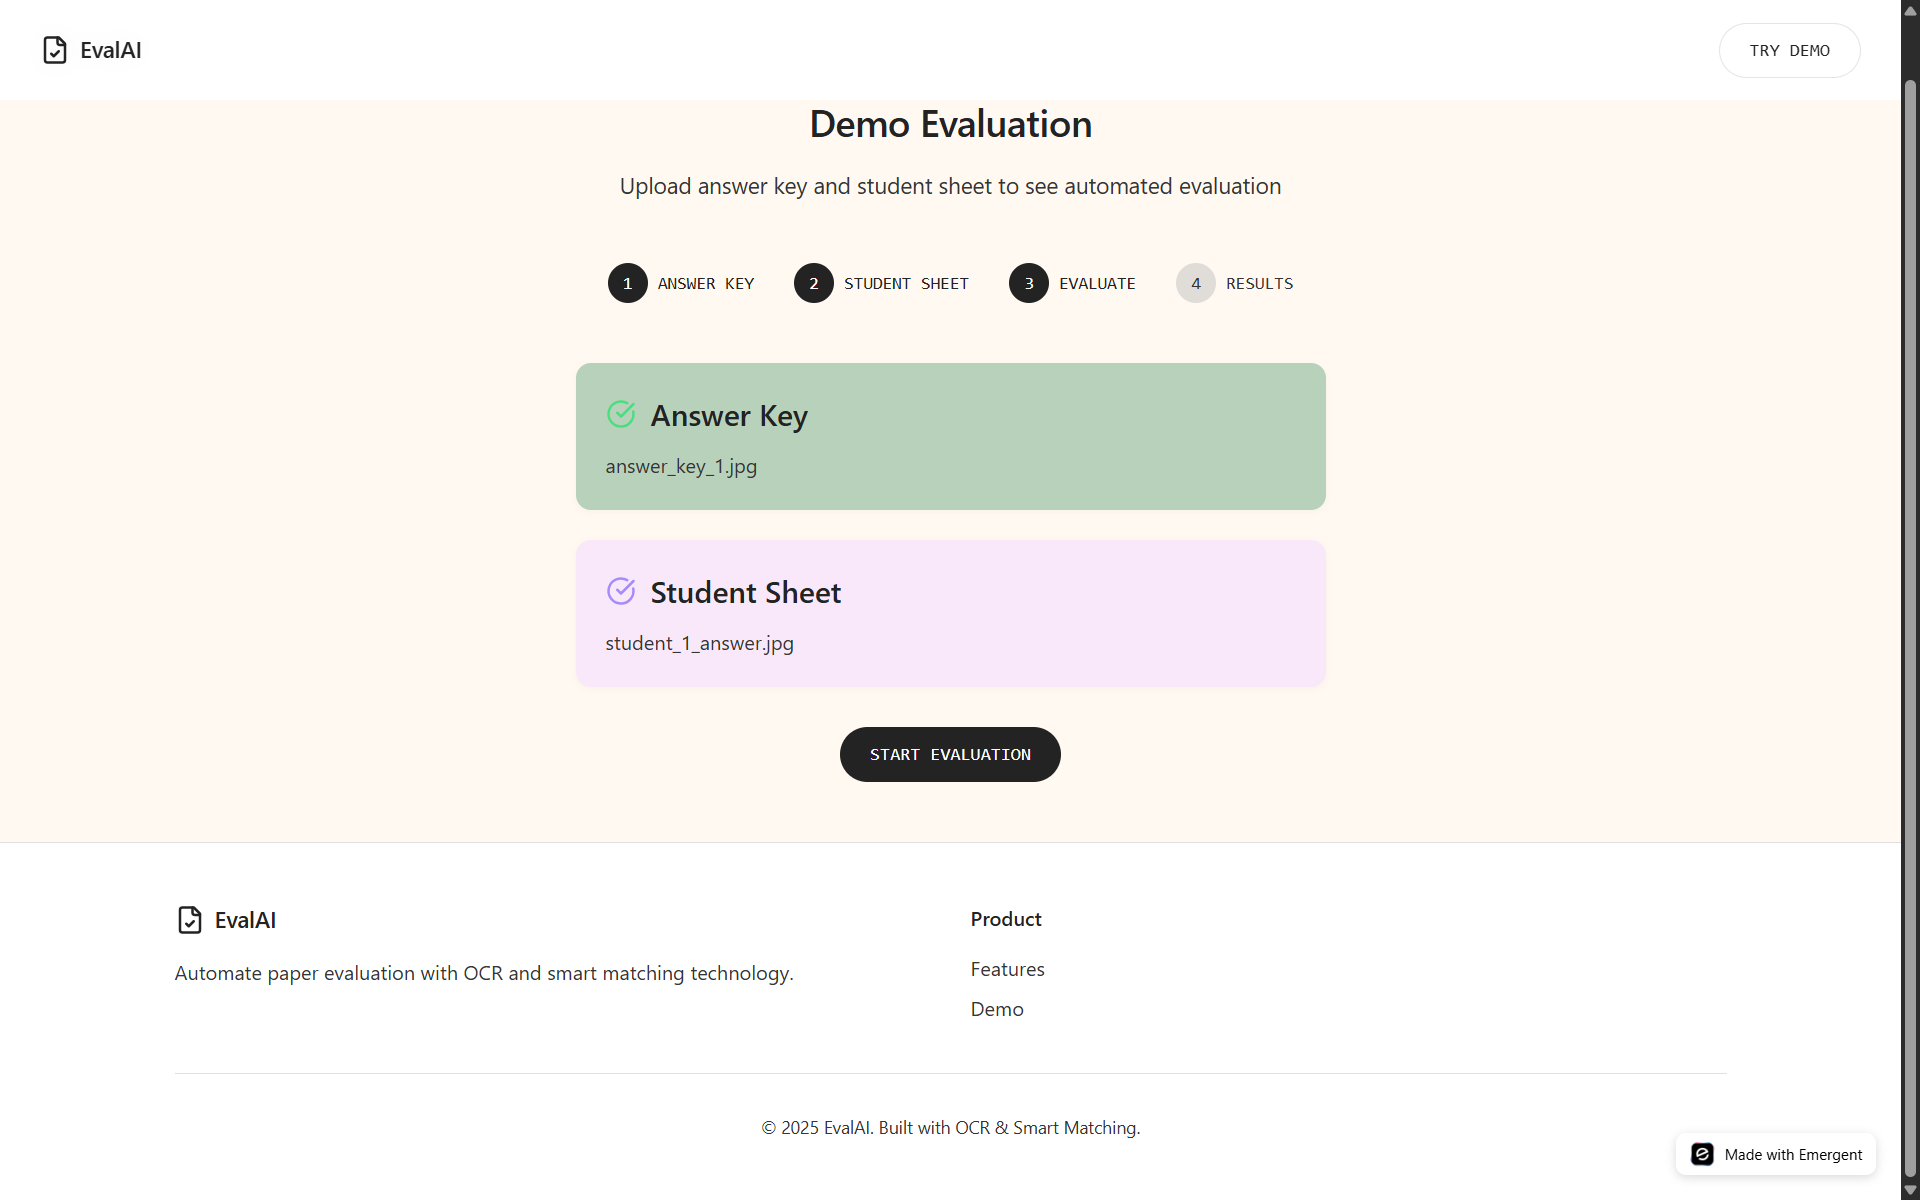 EvalAI
TRY DEMO
Demo Evaluation
Upload answer key and student sheet to see automated evaluation
1 ANSWER KEY 2 STUDENT SHEET 3 EVALUATE 4 RESULTS
Answer Key
answer_key_1.jpg
Student Sheet
student_1_answer.jpg
START EVALUATION
EvalAI
Automate paper evaluation with OCR and smart matching technology.
Product
Features
Demo
© 2025 EvalAI. Built with OCR & Smart Matching.
Made with Emergent